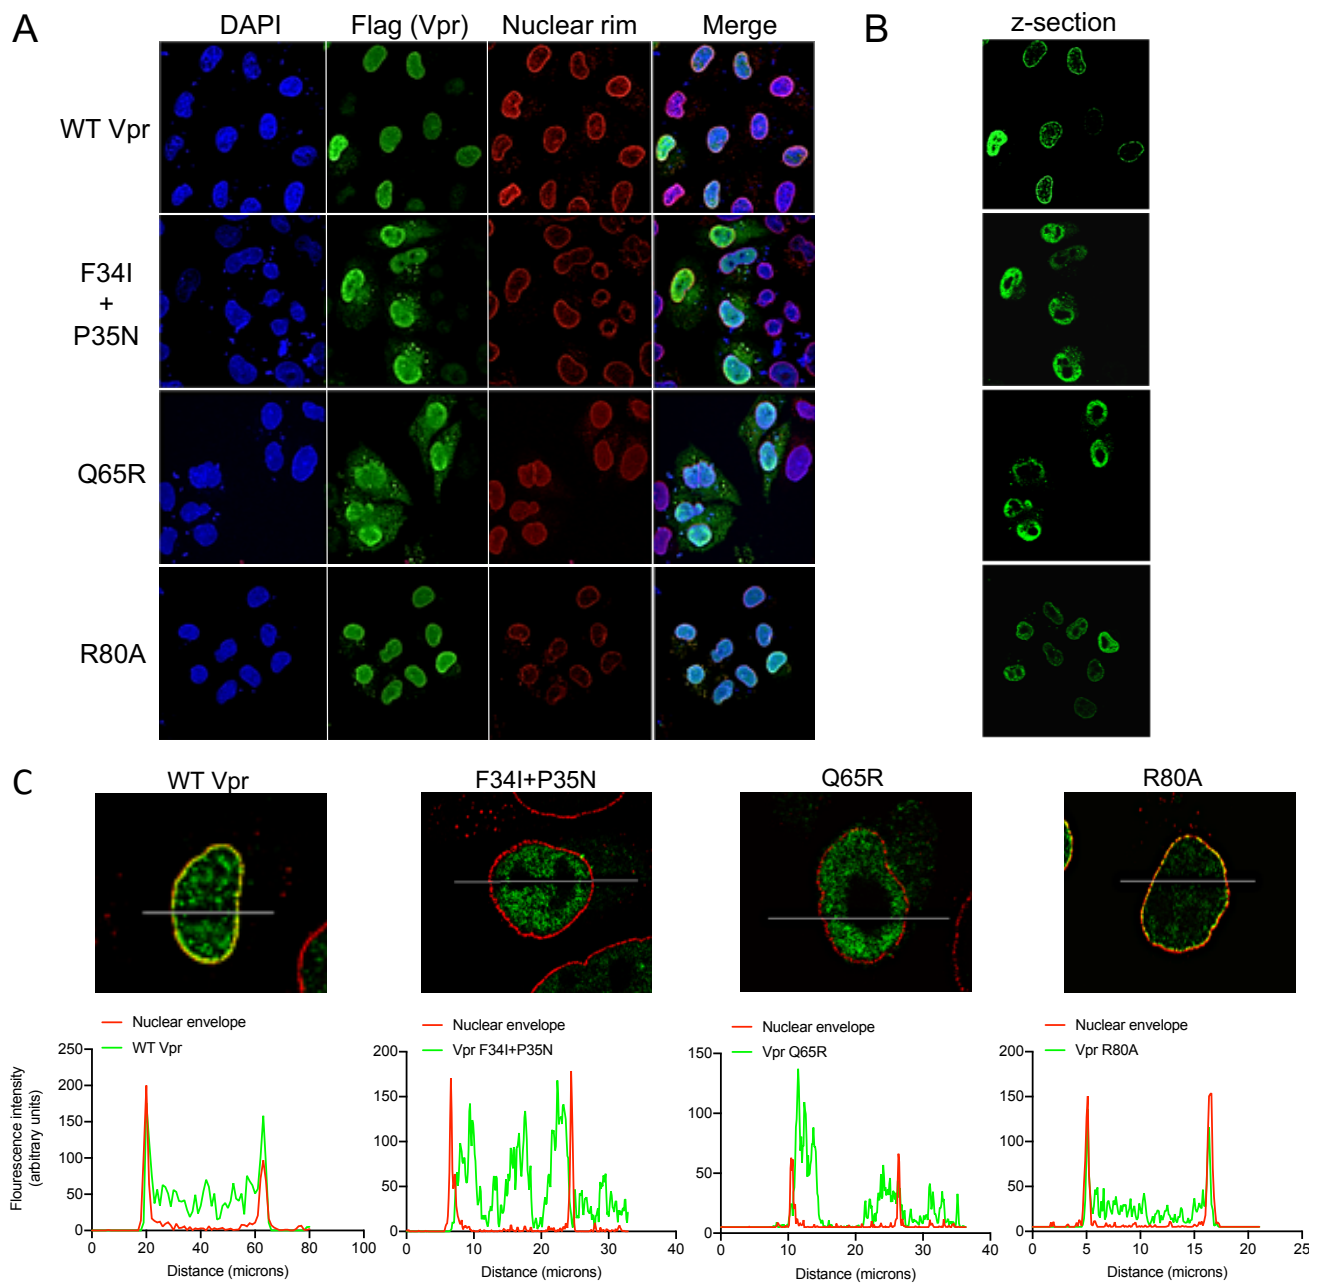 A
DAPI
Flag (Vpr)
Nuclear rim
Merge
B
z-section
WT Vpr
F34I
+
P35N
Q65R
R80A
C
WT Vpr
F34I+P35N
Q65R
R80A
Nuclear envelope
WT Vpr
Flourescence intensity
(arbitrary units)
250
200
150
100
50
0
0
20
40
60
80
100
Distance (microns)
Nuclear envelope
Vpr F34I+P35N
200
150
100
50
0
0
10
20
30
40
Distance (microns)
Nuclear envelope
Vpr Q65R
150
100
50
0
0
10
20
30
40
Distance (microns)
Nuclear envelope
Vpr R80A
200
150
100
50
0
0
5
10
15
20
25
Distance (microns)